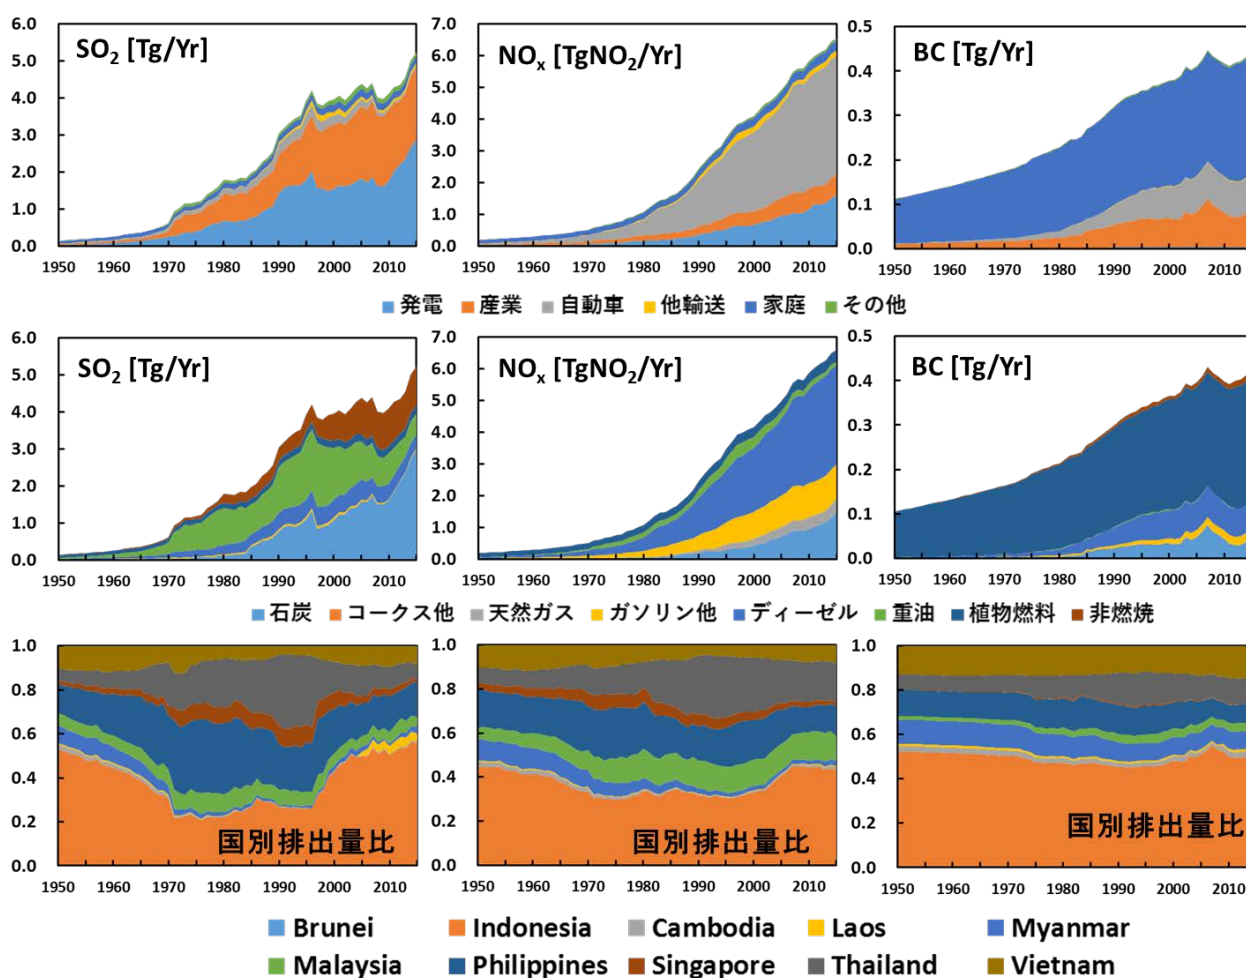 SO2 [Tg/Yr]
6.0
5.0
4.0
3.0
2.0
1.0
0.0
1950 1960 1970 1980 1990 2000 2010
NOx [TgNO2/Yr]
7.0
6.0
5.0
4.0
3.0
2.0
1.0
0.0
1950 1960 1970 1980 1990 2000 2010
BC [Tg/Yr]
0.5
0.4
0.3
0.2
0.1
0.0
1950 1960 1970 1980 1990 2000 2010
発電 産業 自動車 他輸送 家庭 その他
SO2 [Tg/Yr]
6.0
5.0
4.0
3.0
2.0
1.0
0.0
1950 1960 1970 1980 1990 2000 2010
NOx [TgNO2/Yr]
7.0
6.0
5.0
4.0
3.0
2.0
1.0
0.0
1950 1960 1970 1980 1990 2000 2010
BC [Tg/Yr]
0.5
0.4
0.3
0.2
0.1
0.0
1950 1960 1970 1980 1990 2000 2010
石炭 コークス他 天然ガス ガソリン他 ディーゼル 重油 植物燃料 非燃焼
1.0
0.8
0.6
0.4
0.2
0.0
国別排出量比
1950 1960 1970 1980 1990 2000 2010
1.0
0.8
0.6
0.4
0.2
0.0
国別排出量比
1950 1960 1970 1980 1990 2000 2010
1.0
0.8
0.6
0.4
0.2
0.0
国別排出量比
1950 1960 1970 1980 1990 2000 2010
Brunei Indonesia Cambodia Laos Myanmar
Malaysia Philippines Singapore Thailand Vietnam